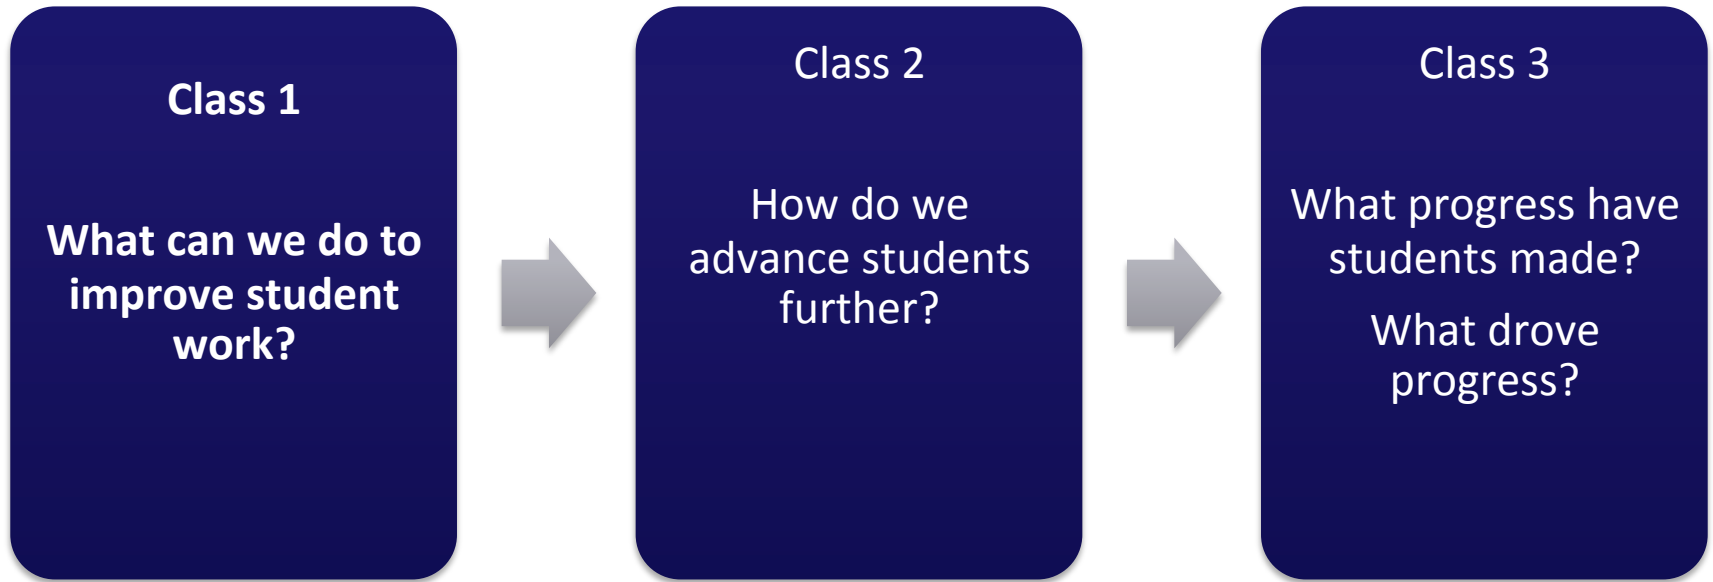 Class 1
What can we do to
improve student
work?
Class 2
How do we
advance students
further?
Class 3
What progress have
students made?
What drove
progress?